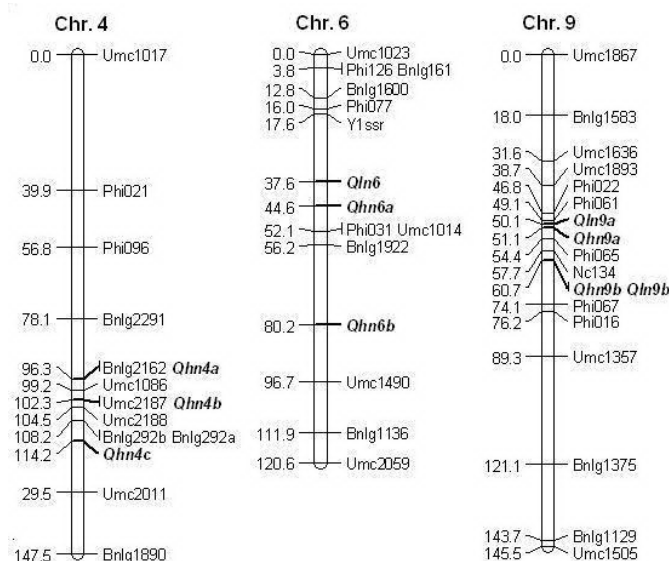 Chr. 4
0.0 Umc1017
39.9 Phi021
56.8 Phi096
78.1 Bnlg2291
96.3 Bnlg2162 Qhn4a
99.2 Umc1086
102.3 Umc2187 Qhn4b
104.5 Umc2188
108.2 Bnlg292b Bnlg292a
114.2 Qhn4c
29.5 Umc2011
147.5 Bnlg1890
Chr. 6
0.0 Umc1023
3.8 Phi126 Bnlg161
12.8 Bnlg1600
16.0 Phi077
17.6 Y1ssr
37.6 Qln6
44.6 Qhn6a
52.1 Phi031 Umc1014
56.2 Bnlg1922
80.2 Qhn6b
96.7 Umc1490
111.9 Bnlg1136
120.6 Umc2059
Chr. 9
0.0 Umc1867
18.0 Bnlg1583
31.6 Umc1636
38.7 Umc1893
46.8 Phi022
49.1 Phi061
50.1 Qln9a
51.1 Qhn9a
54.4 Phi065
57.7 Nc134
60.7 Qhn9b Qln9b
74.1 Phi067
76.2 Phi016
89.3 Umc1357
121.1 Bnlg1375
143.7 Bnlg1129
145.5 Umc1505